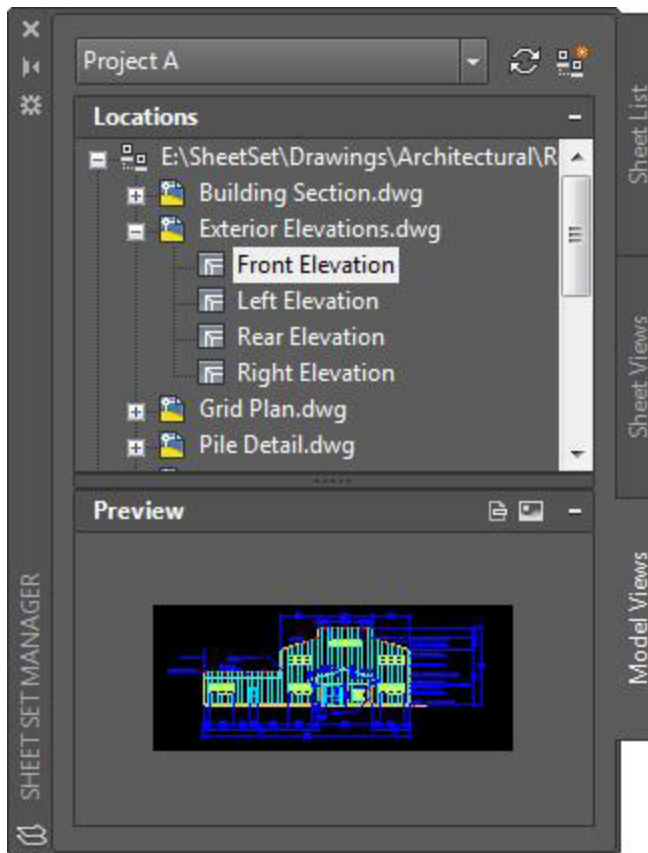 Project A
Locations
E:\SheetSet\Drawings\Architectural\R
Building Section.dwg
Exterior Elevations.dwg
Front Elevation
Left Elevation
Rear Elevation
Right Elevation
Grid Plan.dwg
Pile Detail.dwg
Preview
SHEET SET MANAGER
Sheet List
Sheet Views
Model Views